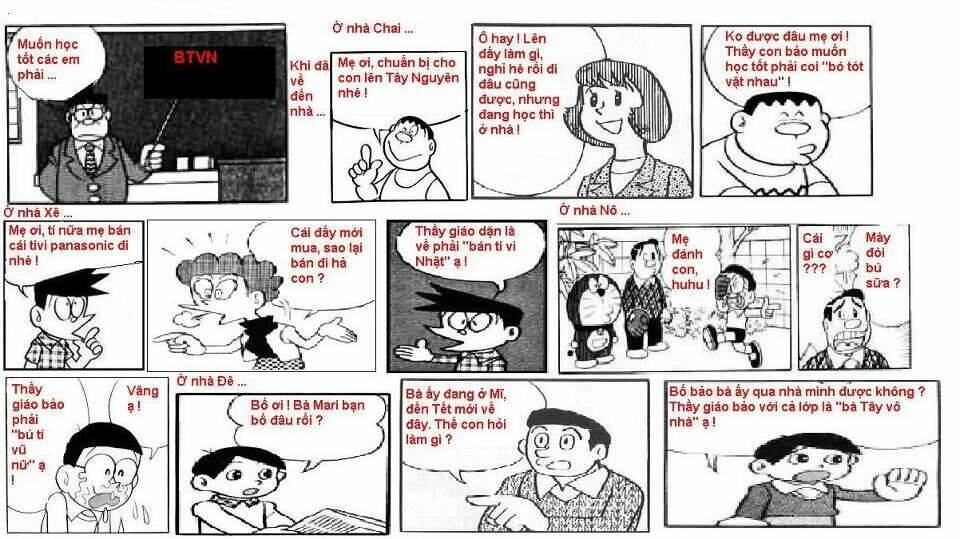 Muốn học
tốt các em
phải ...
BTVN
Khi đã
về
đến
nhà ...
Ở nhà Chai ...
Mẹ ơi, chuẩn bị cho
con lên Tây Nguyên
nhé !
Ô hay ! Lên
đấy làm gì,
nghỉ hè rồi đi
đâu cũng
được, nhưng
đang học thì
ở nhà !
Ko được đâu mẹ ơi !
Thầy con bảo muốn
học tốt phải coi "bò tót
vật nhau" !
Ở nhà Xê ...
Mẹ ơi, tí nữa mẹ bán
cái tivi panasonic đi
nhé !
Cái đấy mới
mua, sao lại
bán đi hả
con ?
Thầy giáo dặn là
về phải "bán ti vi
Nhật" ạ !
Ở nhà Nô ...
Mẹ
đánh
con,
huhu !
Cái
gì cơ
???
Mày
đòi
bú
sữa ?
Thầy
giáo bảo
phải
"bú tí
vũ
nữ" ạ
!
Vâng
ạ !
Ở nhà Đê ...
Bố ơi ! Bà Mari bạn
bố đâu rồi ?
Bà ấy đang ở Mĩ,
đến Tết mới về
đây. Thế con hỏi
làm gì ?
Bố bảo bà ấy qua nhà mình được không ?
Thầy giáo bảo với cả lớp là "bà Tây vô
nhà" ạ !